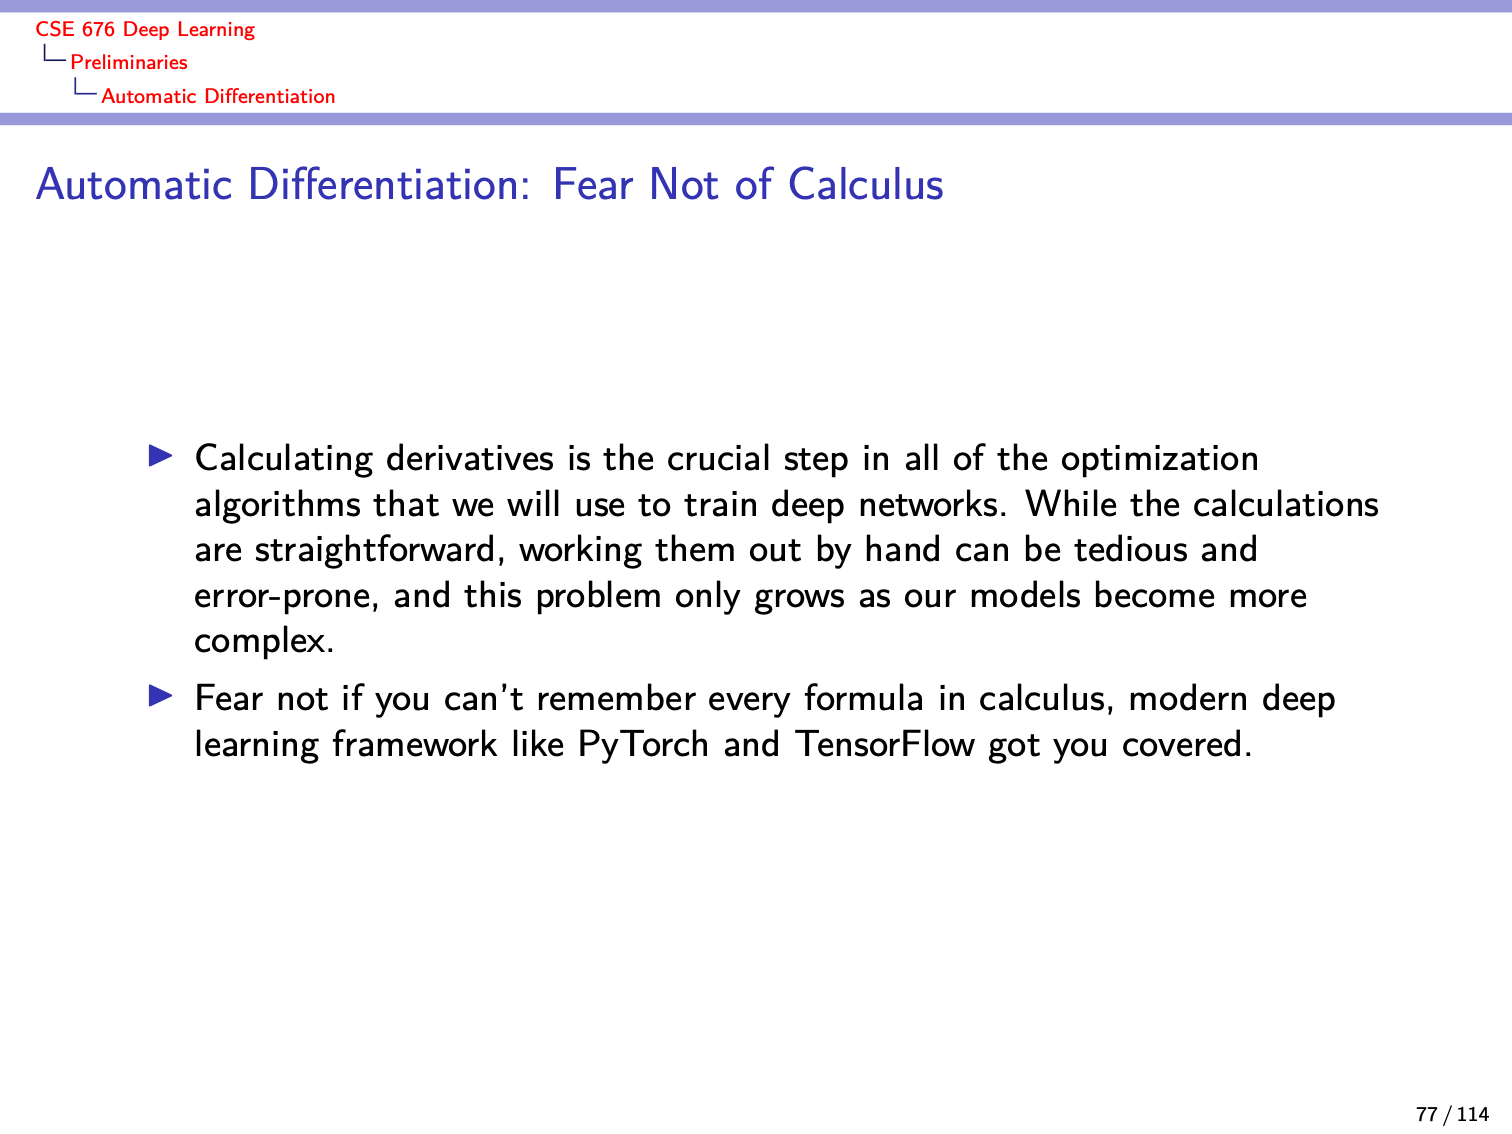 CSE 676 Deep Learning
Preliminaries
Automatic Differentiation
Automatic Differentiation: Fear Not of Calculus
Calculating derivatives is the crucial step in all of the optimization
algorithms that we will use to train deep networks. While the calculations
are straightforward, working them out by hand can be tedious and
error-prone, and this problem only grows as our models become more
complex.
Fear not if you can't remember every formula in calculus, modern deep
learning framework like PyTorch and TensorFlow got you covered.
77 / 114